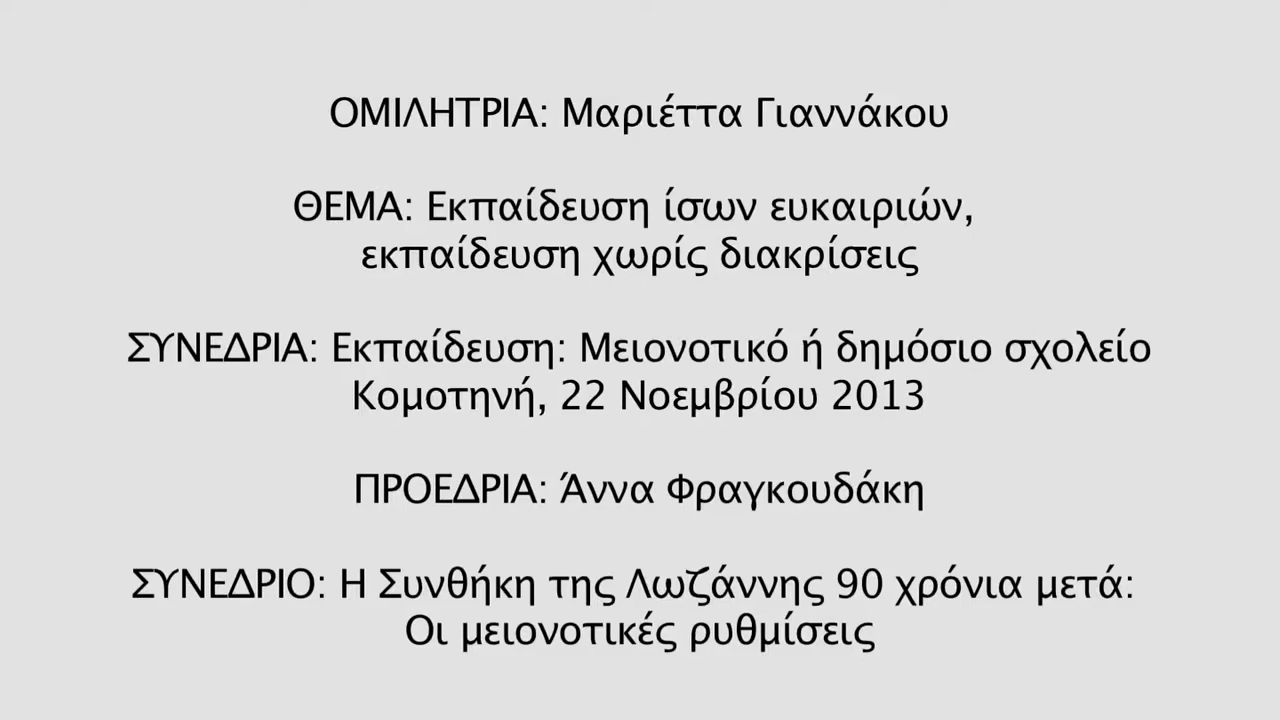 ΟΜΙΛΗΤΡΙΑ: Μαριέττα Γιαννάκου
ΘΕΜΑ: Εκπαίδευση ίσων ευκαιριών,
εκπαίδευση χωρίς διακρίσεις
ΣΥΝΕΔΡΙΑ: Εκπαίδευση: Μειονοτικό ή δημόσιο σχολείο
Κομοτηνή, 22 Νοεμβρίου 2013
ΠΡΟΕΔΡΙΑ: Άννα Φραγκουδάκη
ΣΥΝΕΔΡΙΟ: Η Συνθήκη της Λωζάννης 90 χρόνια μετά:
Οι μειονοτικές ρυθμίσεις